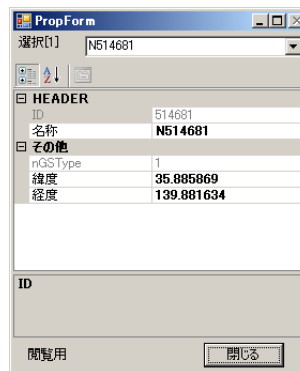 PropForm
選択[1] N514681
HEADER
ID 514681
名称 N514681
その他
nGSType 1
緯度 35.885869
経度 139.881634
ID
閲覧用 閉じる